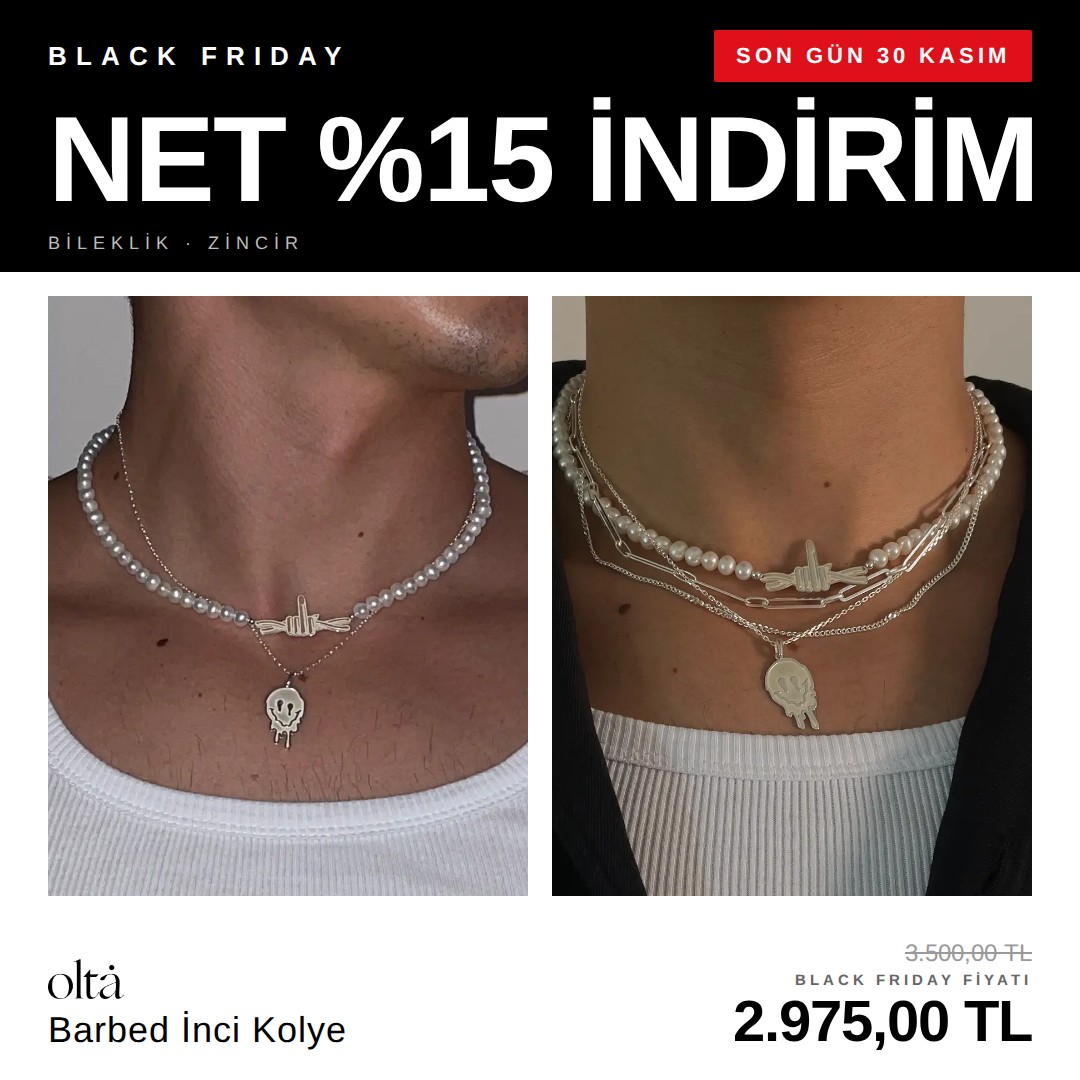 BLACK FRIDAY
SON GÜN 30 KASIM
NET %15 İNDİRİM
BİLEKLİK · ZİNCİR
3.500,00 TL
BLACK FRIDAY FİYATI
2.975,00 TL
oltȧ
Barbed İnci Kolye